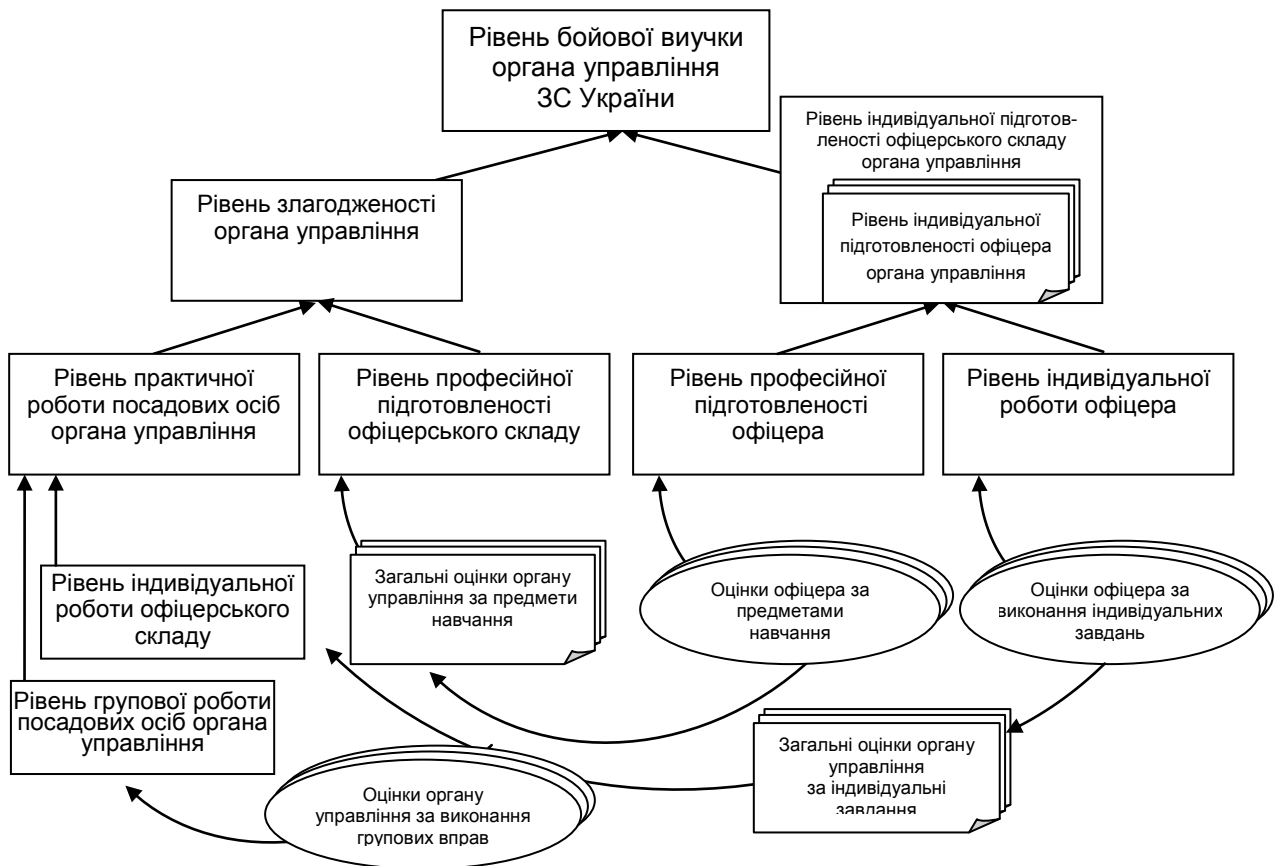 Рівень бойової виучки
органа управління
ЗС України
Рівень індивідуальної підготов-
леності офіцерського складу
органа управління
Рівень індивідуальної
підготовленості офіцера
органа управління
Рівень злагодженості
органа управління
Рівень практичної
роботи посадових осіб
органа управління
Рівень професійної
підготовленості
офіцерського складу
Рівень професійної
підготовленості
офіцера
Рівень індивідуальної
роботи офіцера
Рівень індивідуальної
роботи офіцерського
складу
Загальні оцінки органу
управління за предмети
навчання
Оцінки офіцера за
предметами
навчання
Оцінки офіцера за
виконання індивідуальних
завдань
Рівень групової роботи
посадових осіб органа
управління
Оцінки органу
управління за виконання
групових вправ
Загальні оцінки органу
управління
за індивідуальні
завдання